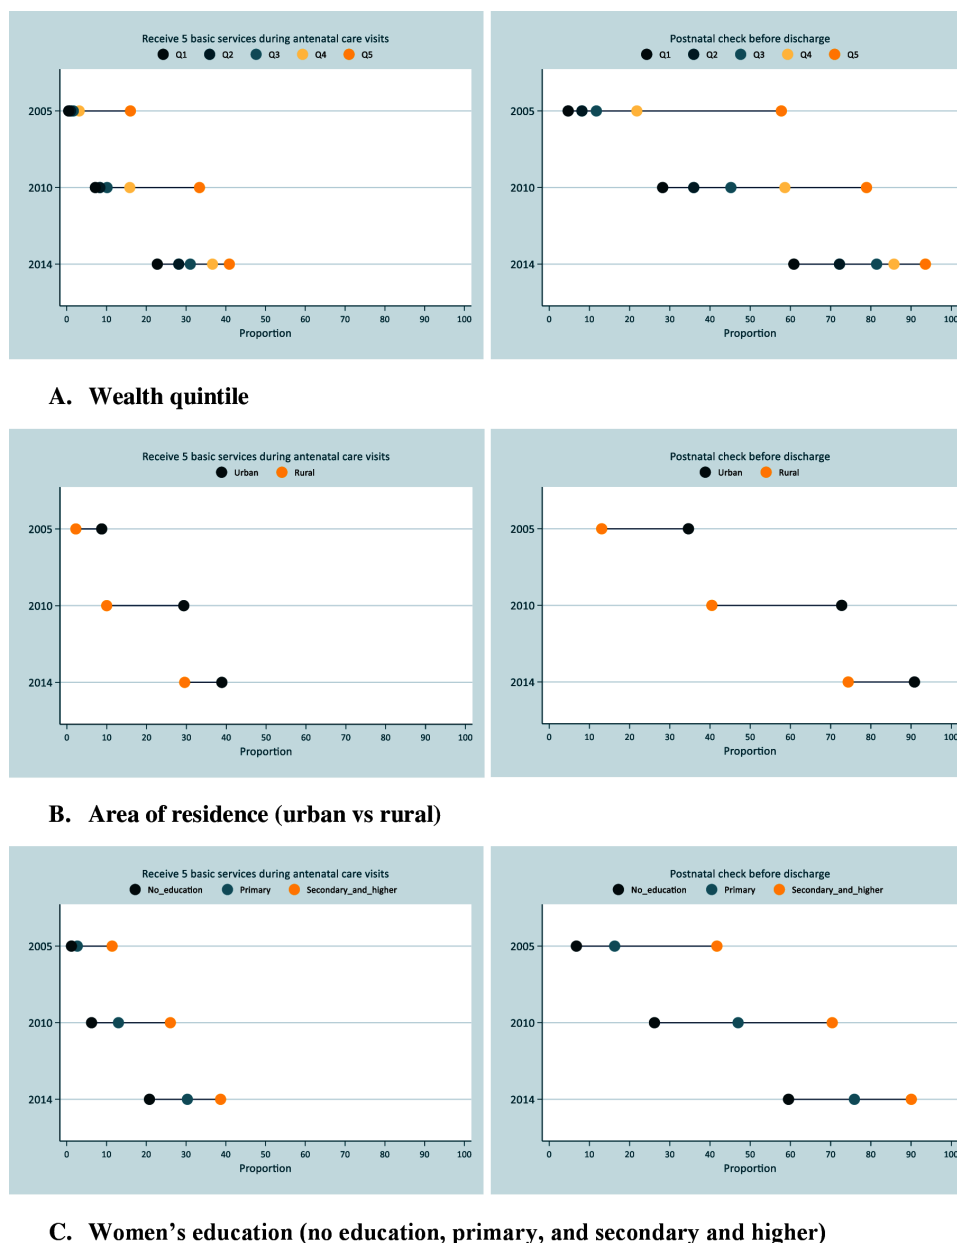 Receive 5 basic services during antenatal care visits
Q1 Q2 Q3 Q4 Q5
2005
2010
2014
0 10 20 30 40 50 60 70 80 90 100
Proportion
Postnatal check before discharge
Q1 Q2 Q3 Q4 Q5
2005
2010
2014
0 10 20 30 40 50 60 70 80 90 100
Proportion
A. Wealth quintile
Receive 5 basic services during antenatal care visits
Urban Rural
2005
2010
2014
0 10 20 30 40 50 60 70 80 90 100
Proportion
Postnatal check before discharge
Urban Rural
2005
2010
2014
0 10 20 30 40 50 60 70 80 90 100
Proportion
B. Area of residence (urban vs rural)
Receive 5 basic services during antenatal care visits
No_education Primary Secondary_and_higher
2005
2010
2014
0 10 20 30 40 50 60 70 80 90 100
Proportion
Postnatal check before discharge
No_education Primary Secondary_and_higher
2005
2010
2014
0 10 20 30 40 50 60 70 80 90 100
Proportion
C. Women's education (no education, primary, and secondary and higher)